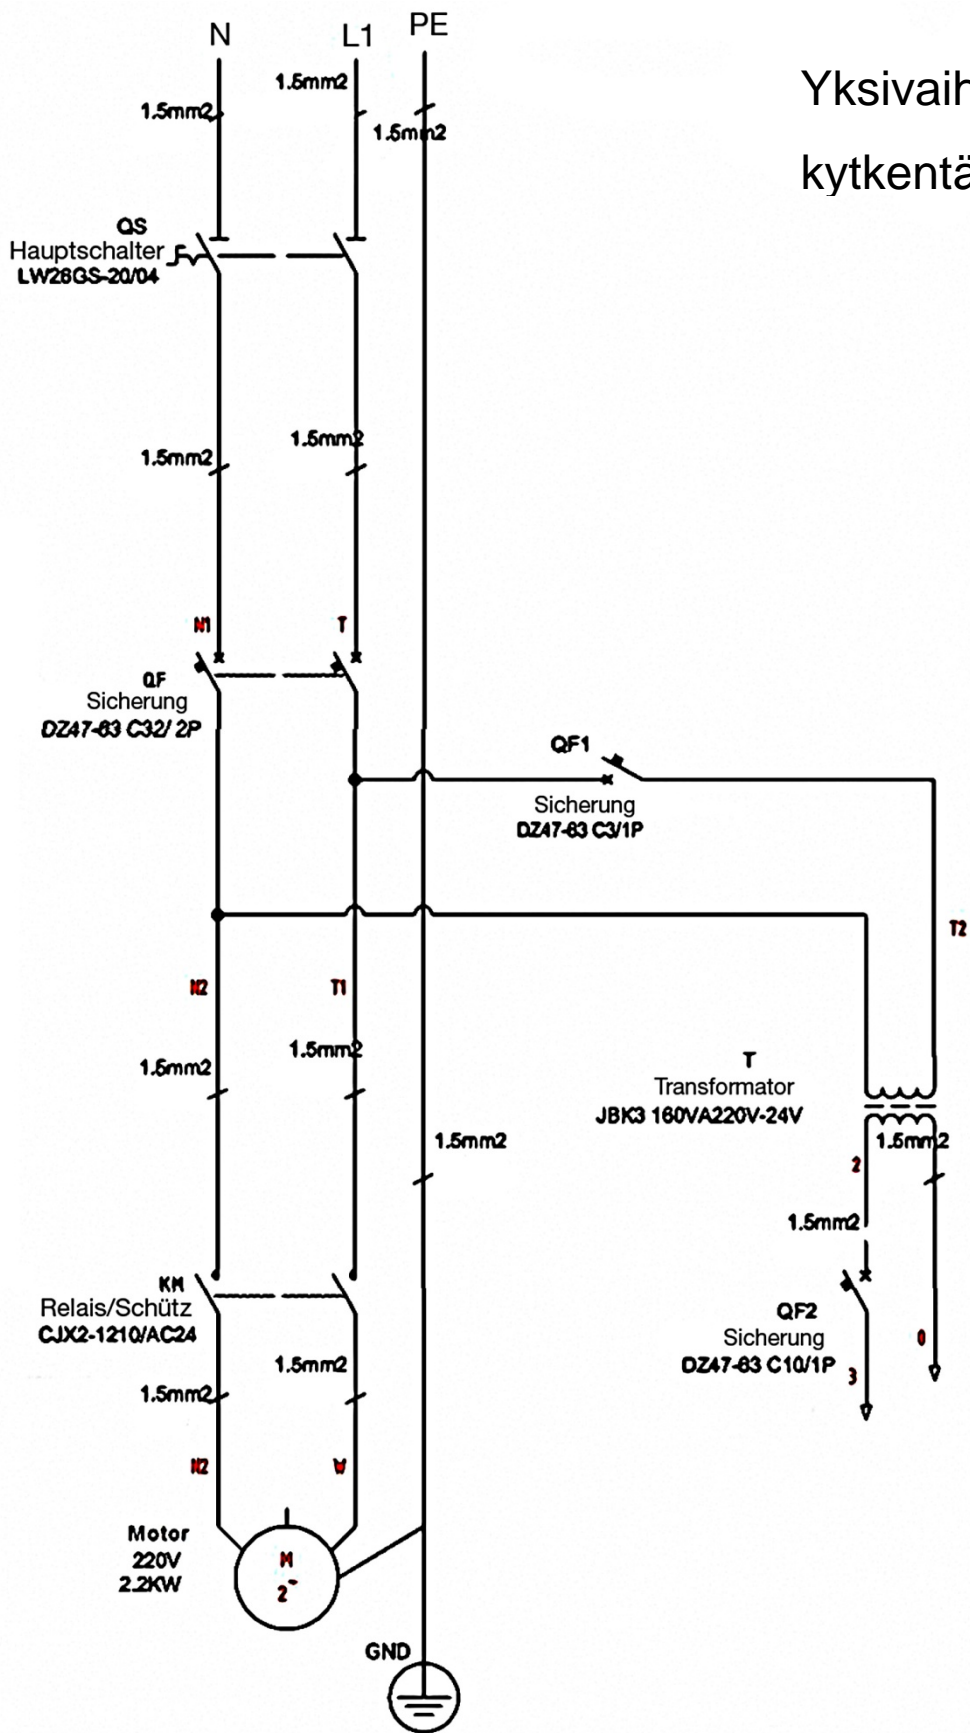 N
L1
PE
1.5mm2
1.5mm2
1.5mm2
kytkentä
QS
Hauptschalter
LW26GS-20/04
1.5mm2
1.5mm2
N1
T
QF
Sicherung
DZ47-63 C32/ 2P
QF1
Sicherung
DZ47-63 C3/1P
T2
N2
T1
1.5mm2
1.5mm2
T
Transformator
JBK3 160VA220V-24V
1.5mm2
1.5mm2
2
1.5mm2
KM
Relais/Schütz
CJX2-1210/AC24
QF2
Sicherung
DZ47-63 C10/1P
0
3
1.5mm2
1.5mm2
N2
W
Motor
220V
2.2KW
M
2~
GND